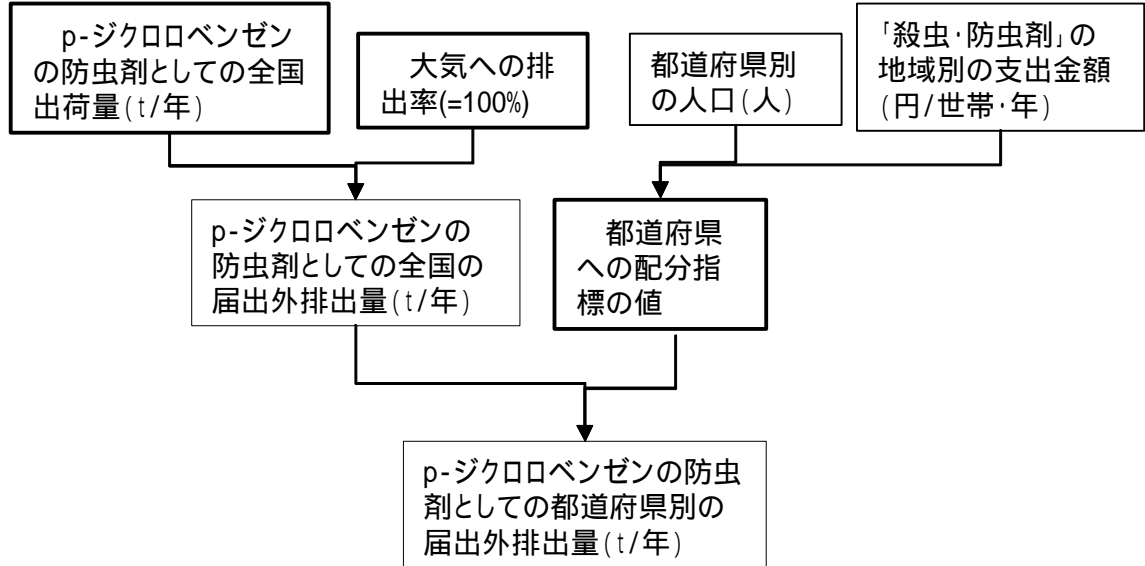 p-ジクロロベンゼン
の防虫剤としての全国
出荷量(t/年)
大気への排
出率(=100%)
都道府県別
の人口(人)
「殺虫・防虫剤」の
地域別の支出金額
(円/世帯・年)
p-ジクロロベンゼンの
防虫剤としての全国の
届出外排出量(t/年)
都道府県
への配分指
標の値
p-ジクロロベンゼンの防虫
剤としての都道府県別の
届出外排出量(t/年)